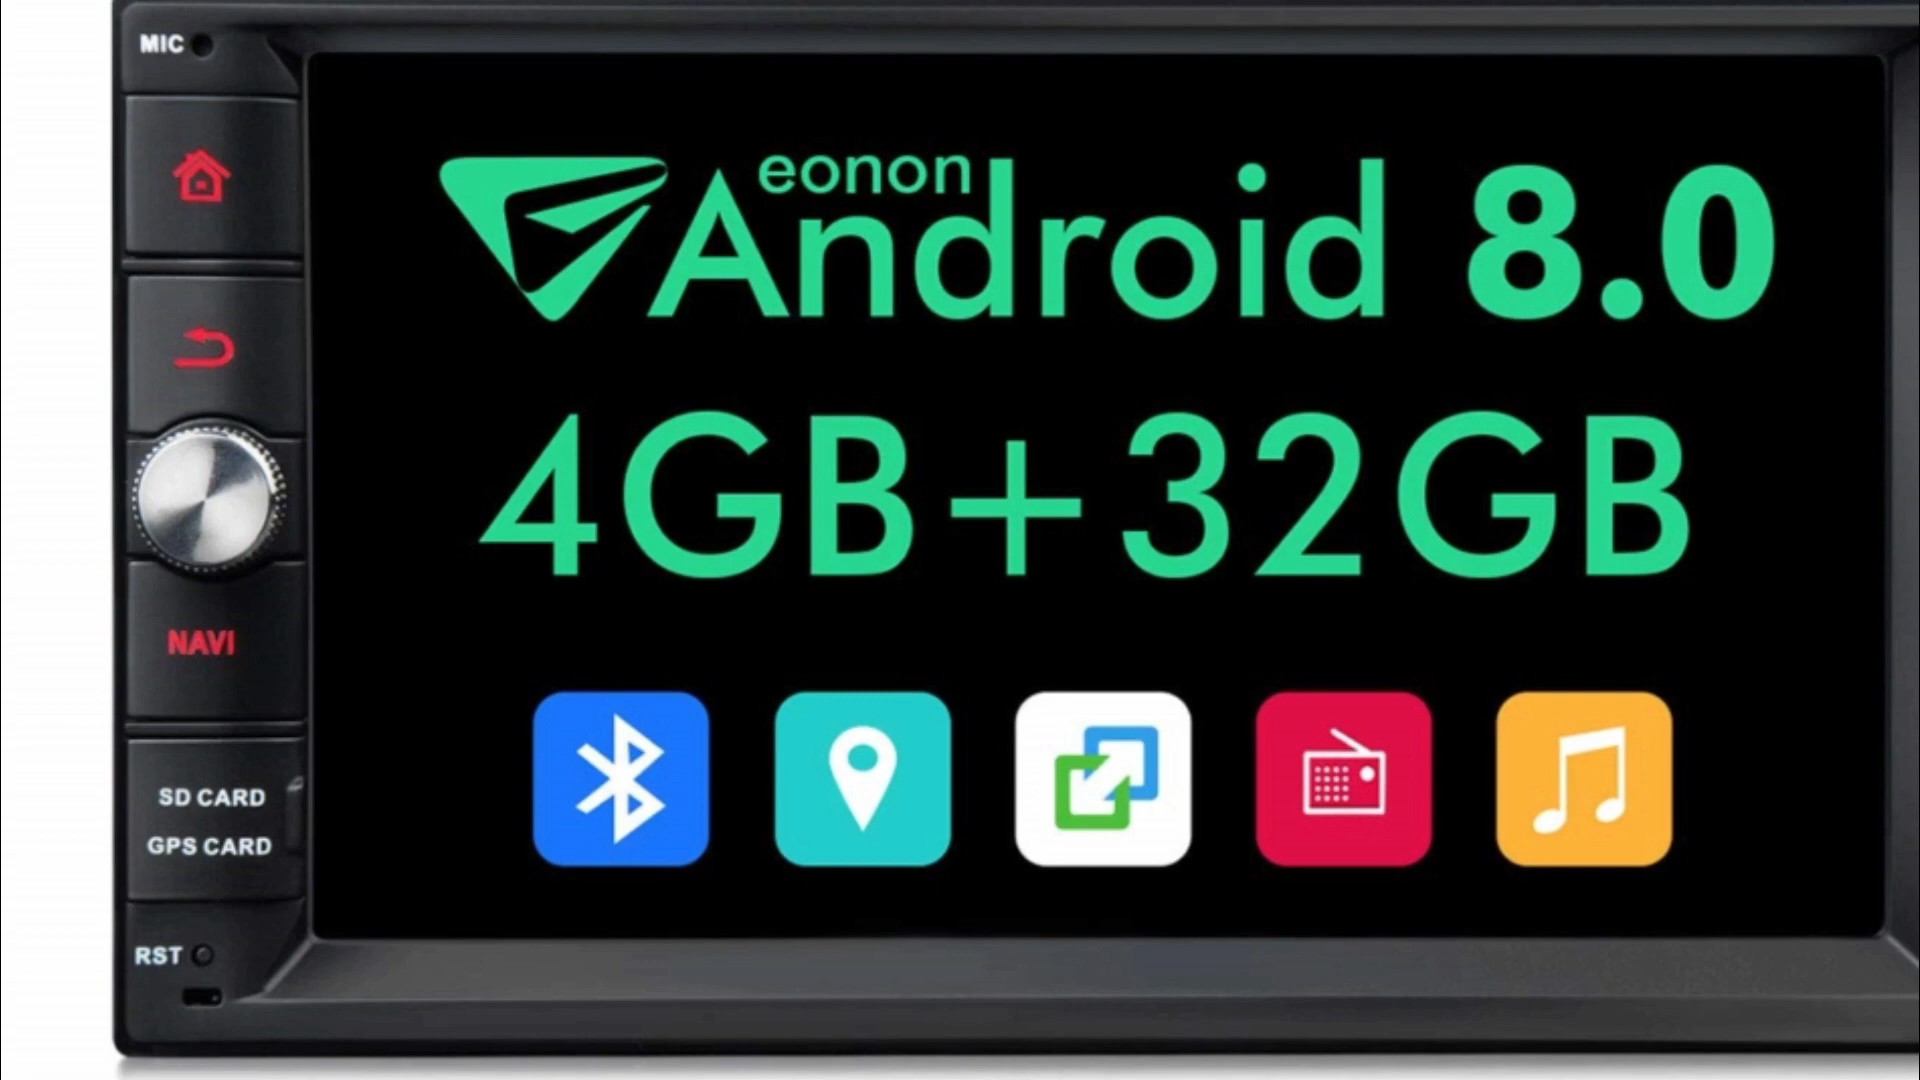 MIC
eonon
Android 8.0
4GB+32GB
NAVI
SD CARD
GPS CARD
RST